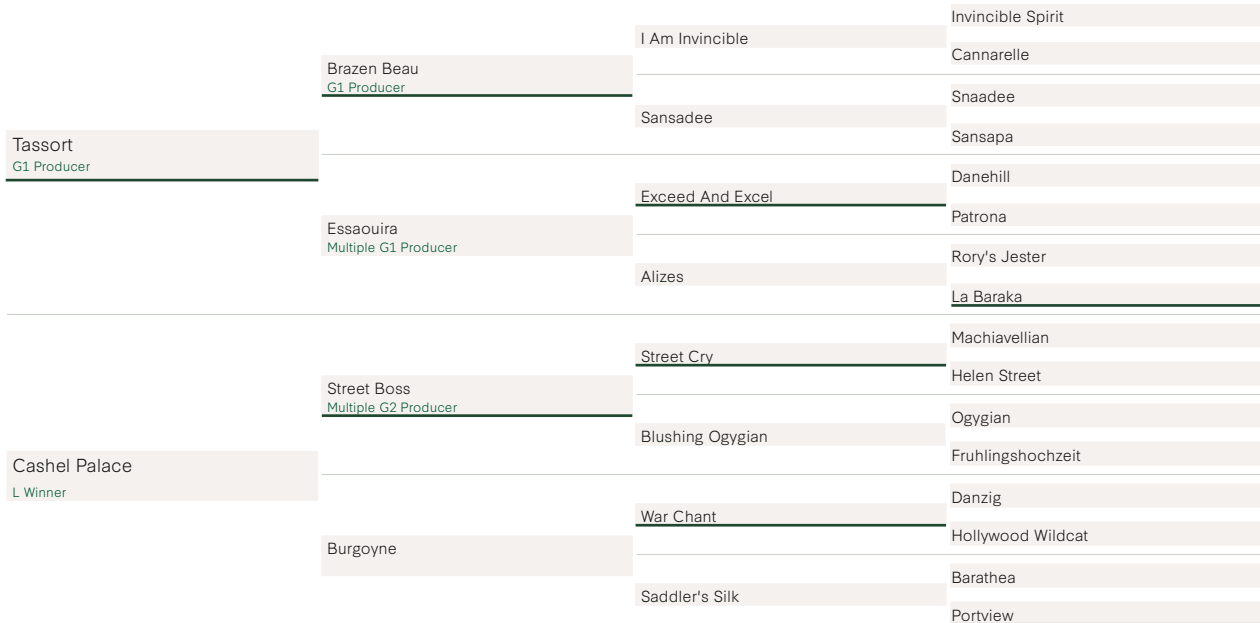 Tassort
G1 Producer
Cashel Palace
L Winner
Brazen Beau
G1 Producer
Essaouira
Multiple G1 Producer
Street Boss
Multiple G2 Producer
Burgoyne
I Am Invincible
Sansadee
Exceed And Excel
Alizes
Street Cry
Blushing Ogygian
War Chant
Saddler's Silk
Invincible Spirit
Cannarelle
Snaadee
Sansapa
Danehill
Patrona
Rory's Jester
La Baraka
Machiavellian
Helen Street
Ogygian
Fruhlingshochzeit
Danzig
Hollywood Wildcat
Barathea
Portview